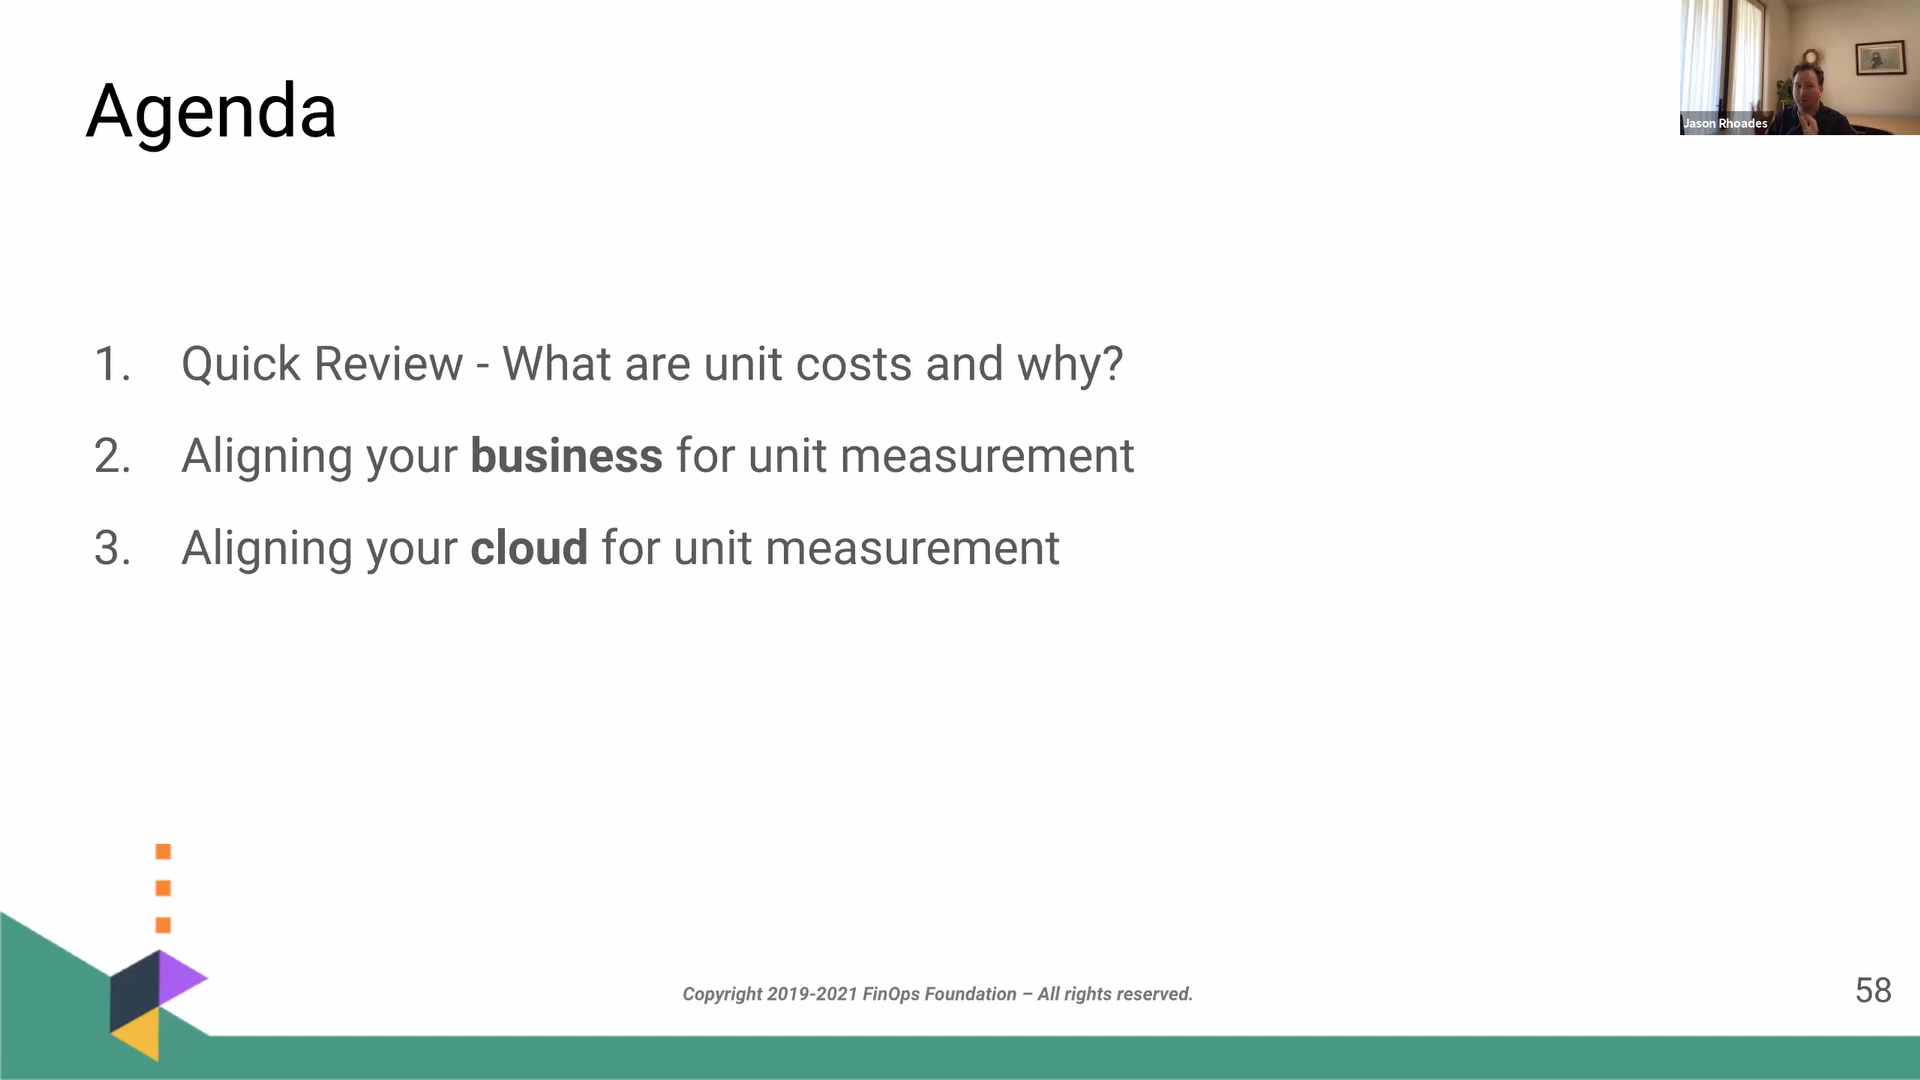 Agenda
Jason Rhoades
1. Quick Review - What are unit costs and why?
2. Aligning your business for unit measurement
3. Aligning your cloud for unit measurement
Copyright 2019-2021 FinOps Foundation – All rights reserved.
58